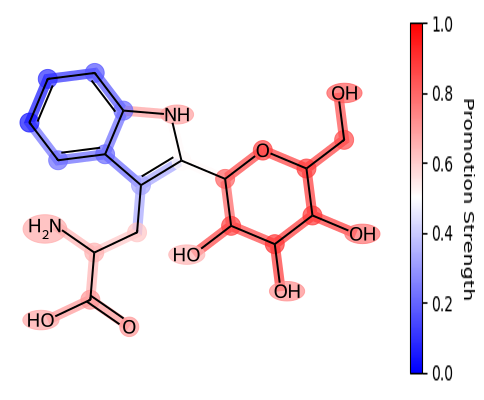 1.0
OH
NH
0.8
O
0.6
H2N
OH
HO
0.4
OH
0.2
HO
O
0.0
Promotion Strength